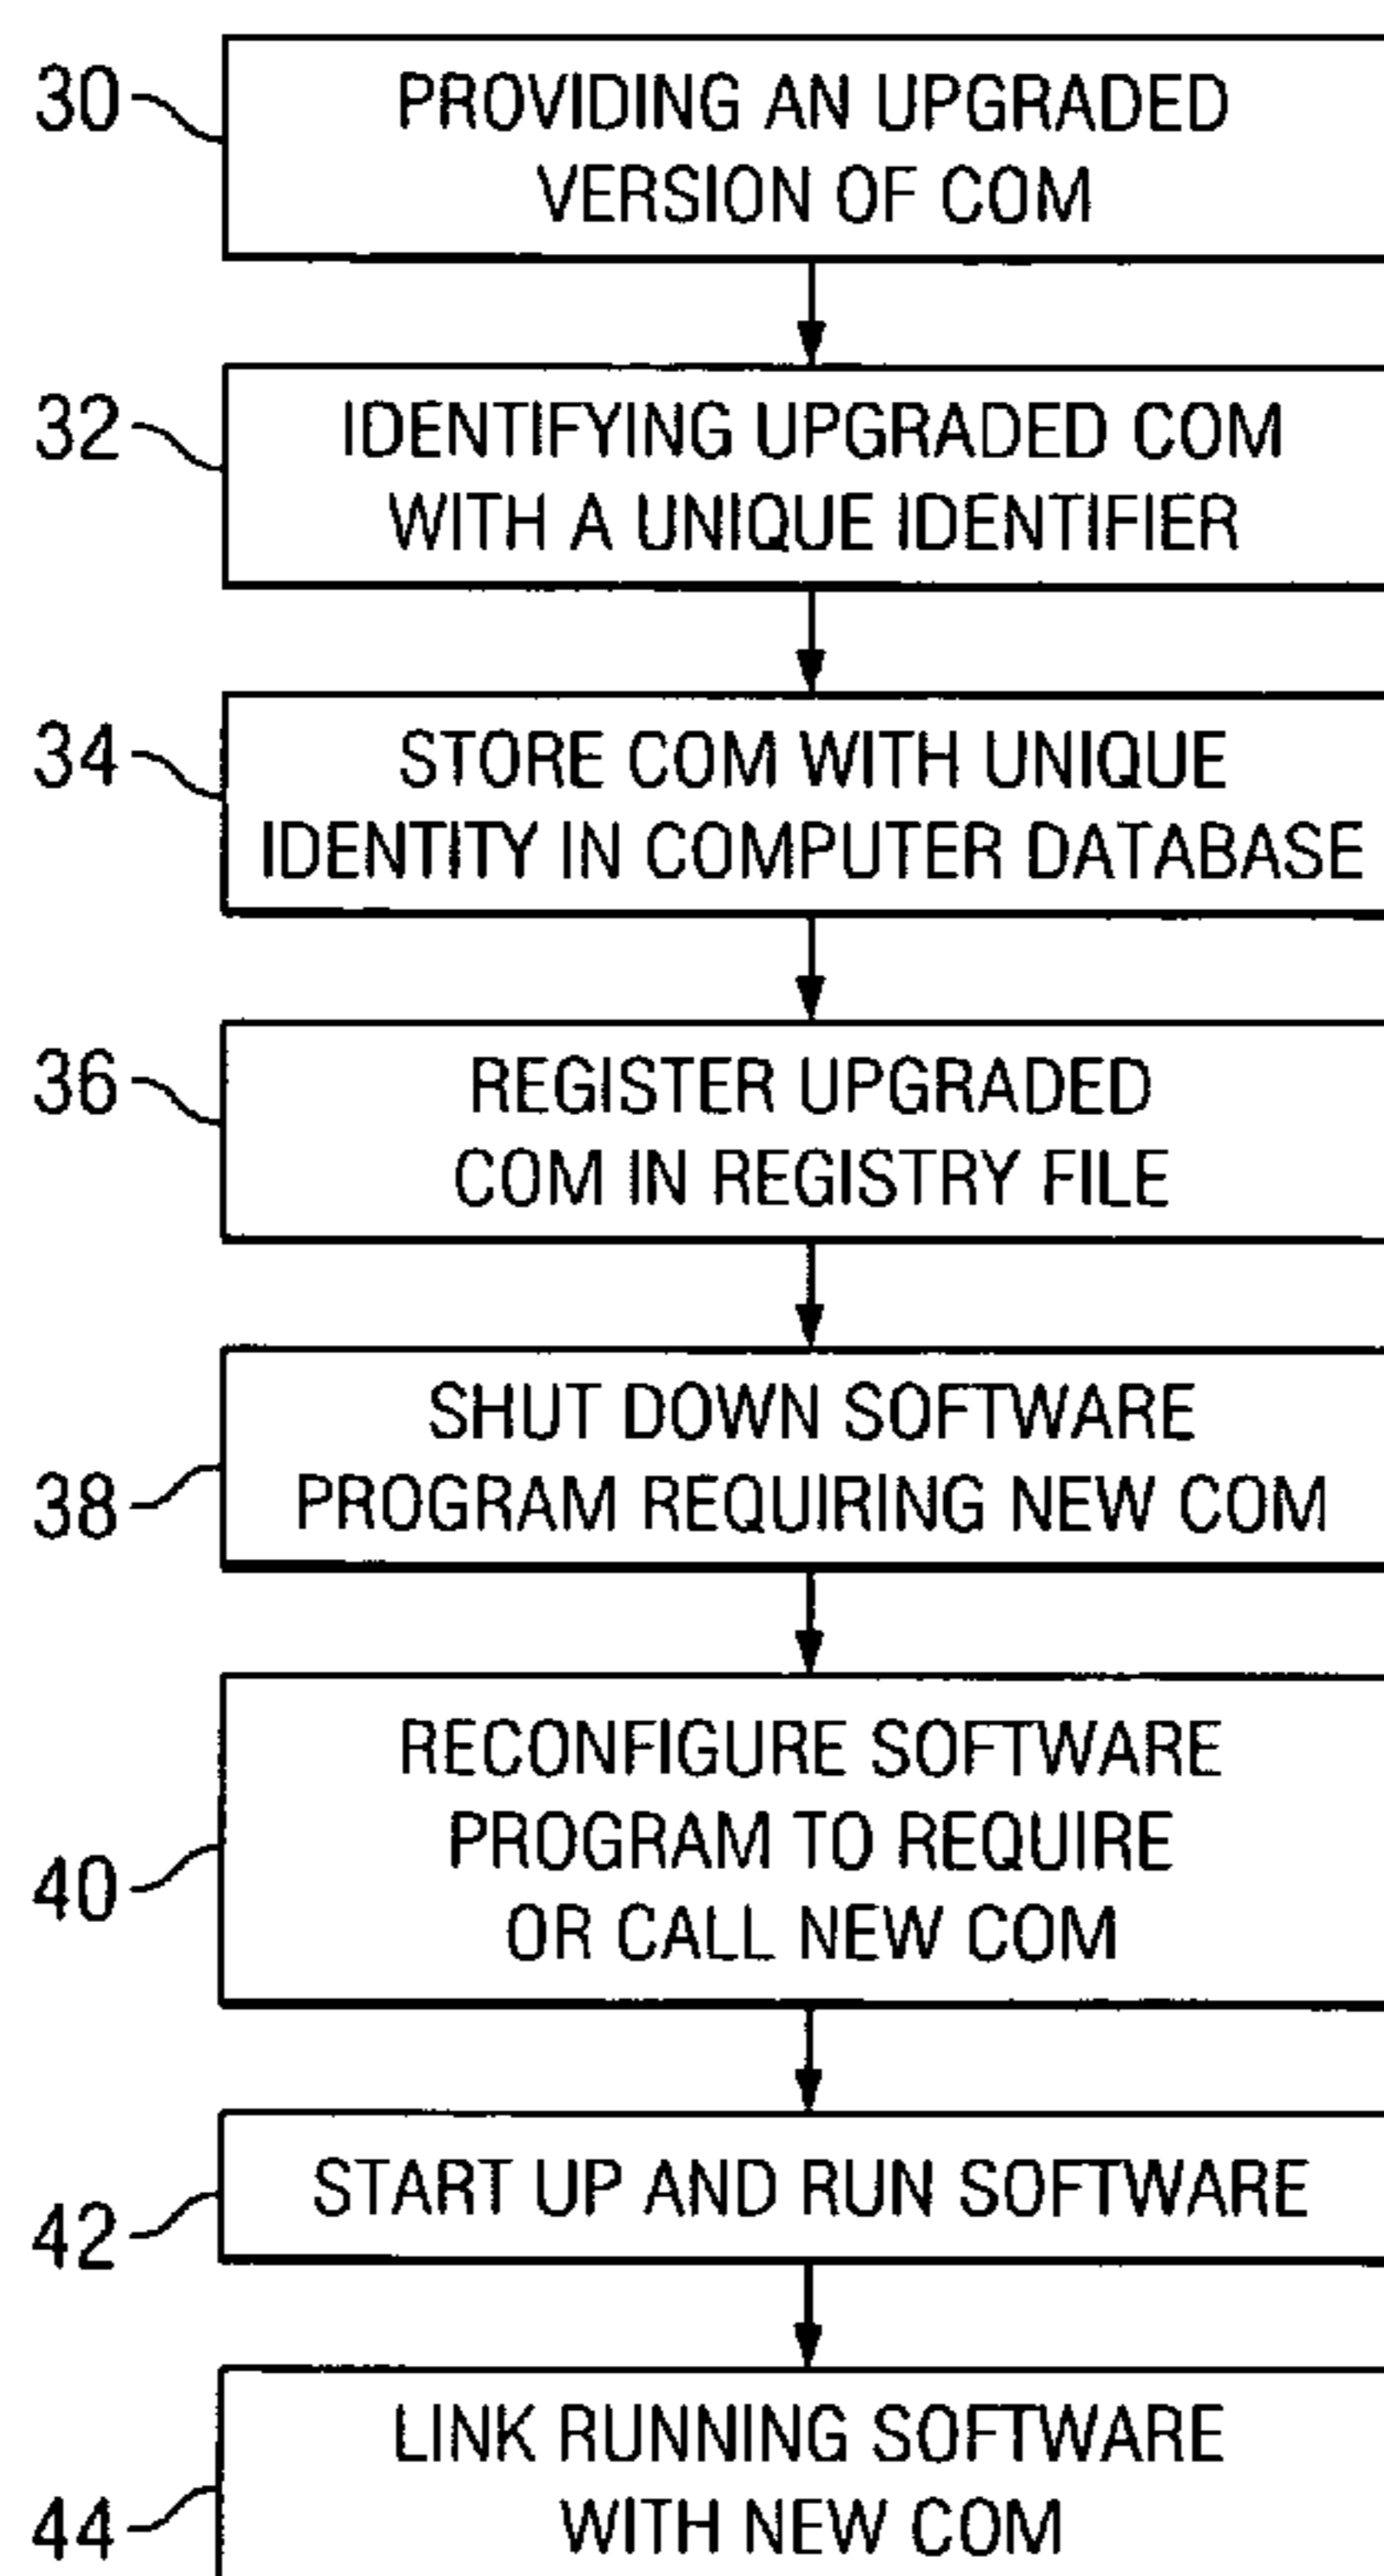 30
PROVIDING AN UPGRADED
VERSION OF COM
32
IDENTIFYING UPGRADED COM
WITH A UNIQUE IDENTIFIER
34
STORE COM WITH UNIQUE
IDENTITY IN COMPUTER DATABASE
36
REGISTER UPGRADED
COM IN REGISTRY FILE
38
SHUT DOWN SOFTWARE
PROGRAM REQUIRING NEW COM
40
RECONFIGURE SOFTWARE
PROGRAM TO REQUIRE
OR CALL NEW COM
42
START UP AND RUN SOFTWARE
44
LINK RUNNING SOFTWARE
WITH NEW COM